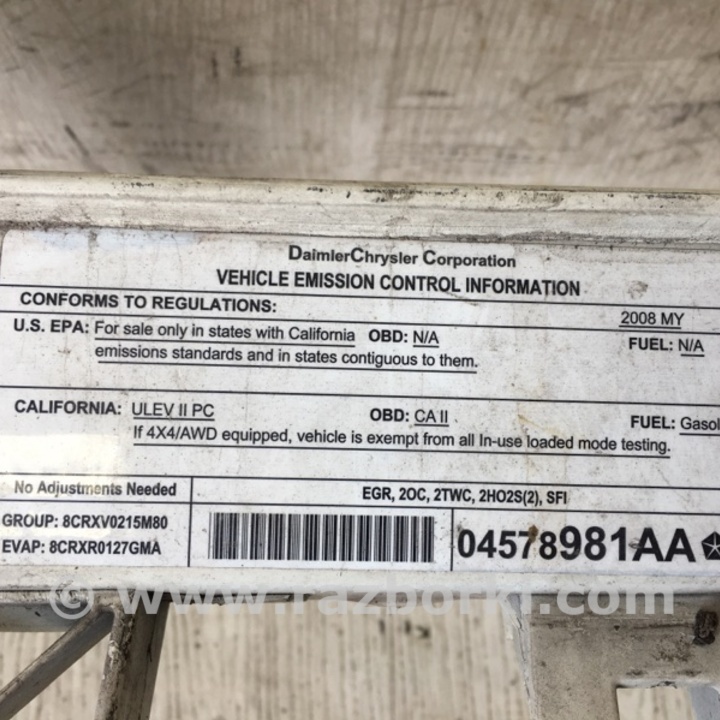 DaimlerChrysler Corporation
VEHICLE EMISSION CONTROL INFORMATION
CONFORMS TO REGULATIONS: 2008 MY
U.S. EPA: For sale only in states with California OBD: N/A FUEL: N/A
emissions standards and in states contiguous to them.
CALIFORNIA: ULEV II PC OBD: CA II FUEL: Gasol
If 4X4/AWD equipped, vehicle is exempt from all In-use loaded mode testing.
No Adjustments Needed EGR, 2OC, 2TWC, 2HO2S(2), SFI
GROUP: 8CRXV0215M80
EVAP: 8CRXR0127GMA
04578981AA
© www.razborki.com